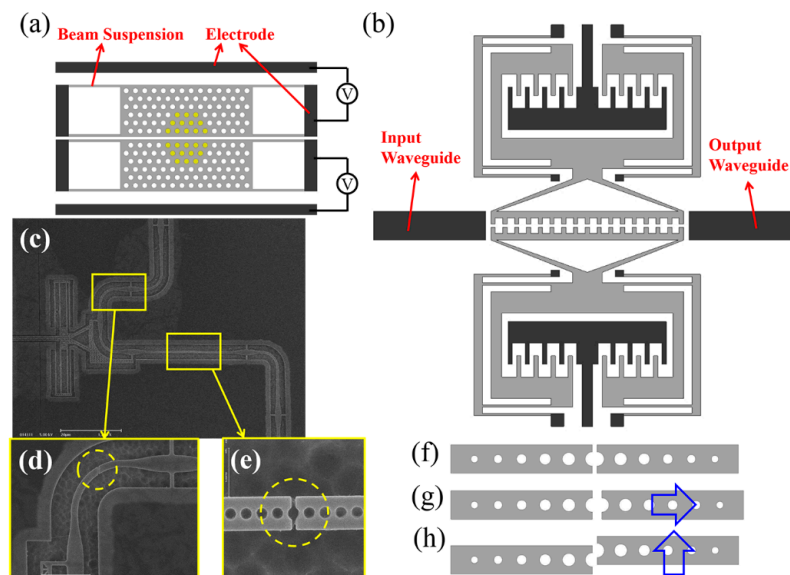 (a)
Beam Suspension
Electrode
V
V
(b)
Input
Waveguide
Output
Waveguide
(c)
(d)
(e)
(f)
(g)
(h)